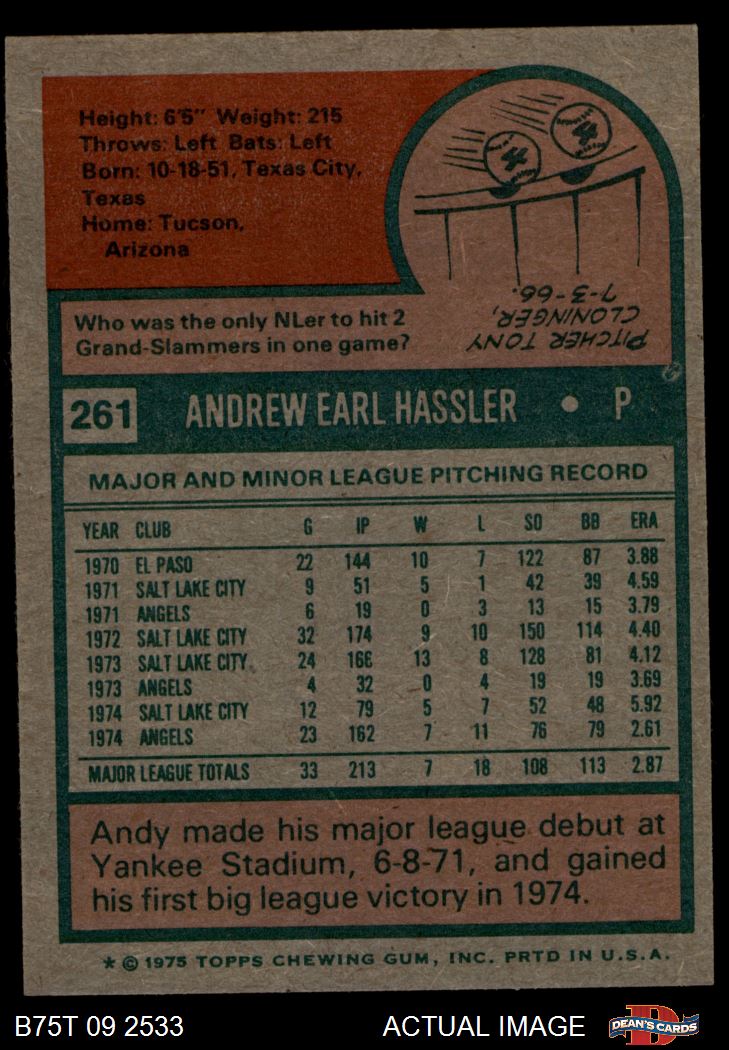 Height: 6'5" Weight: 215
Throws: Left Bats: Left
Born: 10-18-51, Texas City,
Texas
Home: Tucson,
Arizona
Who was the only NLer to hit 2
Grand-Slammers in one game?
PITCHER TONY
CLONINGER,
7-3-66.
261 ANDREW EARL HASSLER • P
MAJOR AND MINOR LEAGUE PITCHING RECORD
YEAR CLUB G IP W L SO BB ERA
1970 EL PASO 22 144 10 7 122 87 3.88
1971 SALT LAKE CITY 9 51 5 1 42 39 4.59
1971 ANGELS 6 19 0 3 13 15 3.79
1972 SALT LAKE CITY 32 174 9 10 150 114 4.40
1973 SALT LAKE CITY 24 166 13 8 128 81 4.12
1973 ANGELS 4 32 0 4 19 19 3.69
1974 SALT LAKE CITY 12 79 5 7 52 48 5.92
1974 ANGELS 23 162 7 11 76 79 2.61
MAJOR LEAGUE TOTALS 33 213 7 18 108 113 2.87
Andy made his major league debut at
Yankee Stadium, 6-8-71, and gained
his first big league victory in 1974.
* © 1975 TOPPS CHEWING GUM, INC. PRTD IN U.S.A.
B75T 09 2533 ACTUAL IMAGE D DEAN'S CARDS